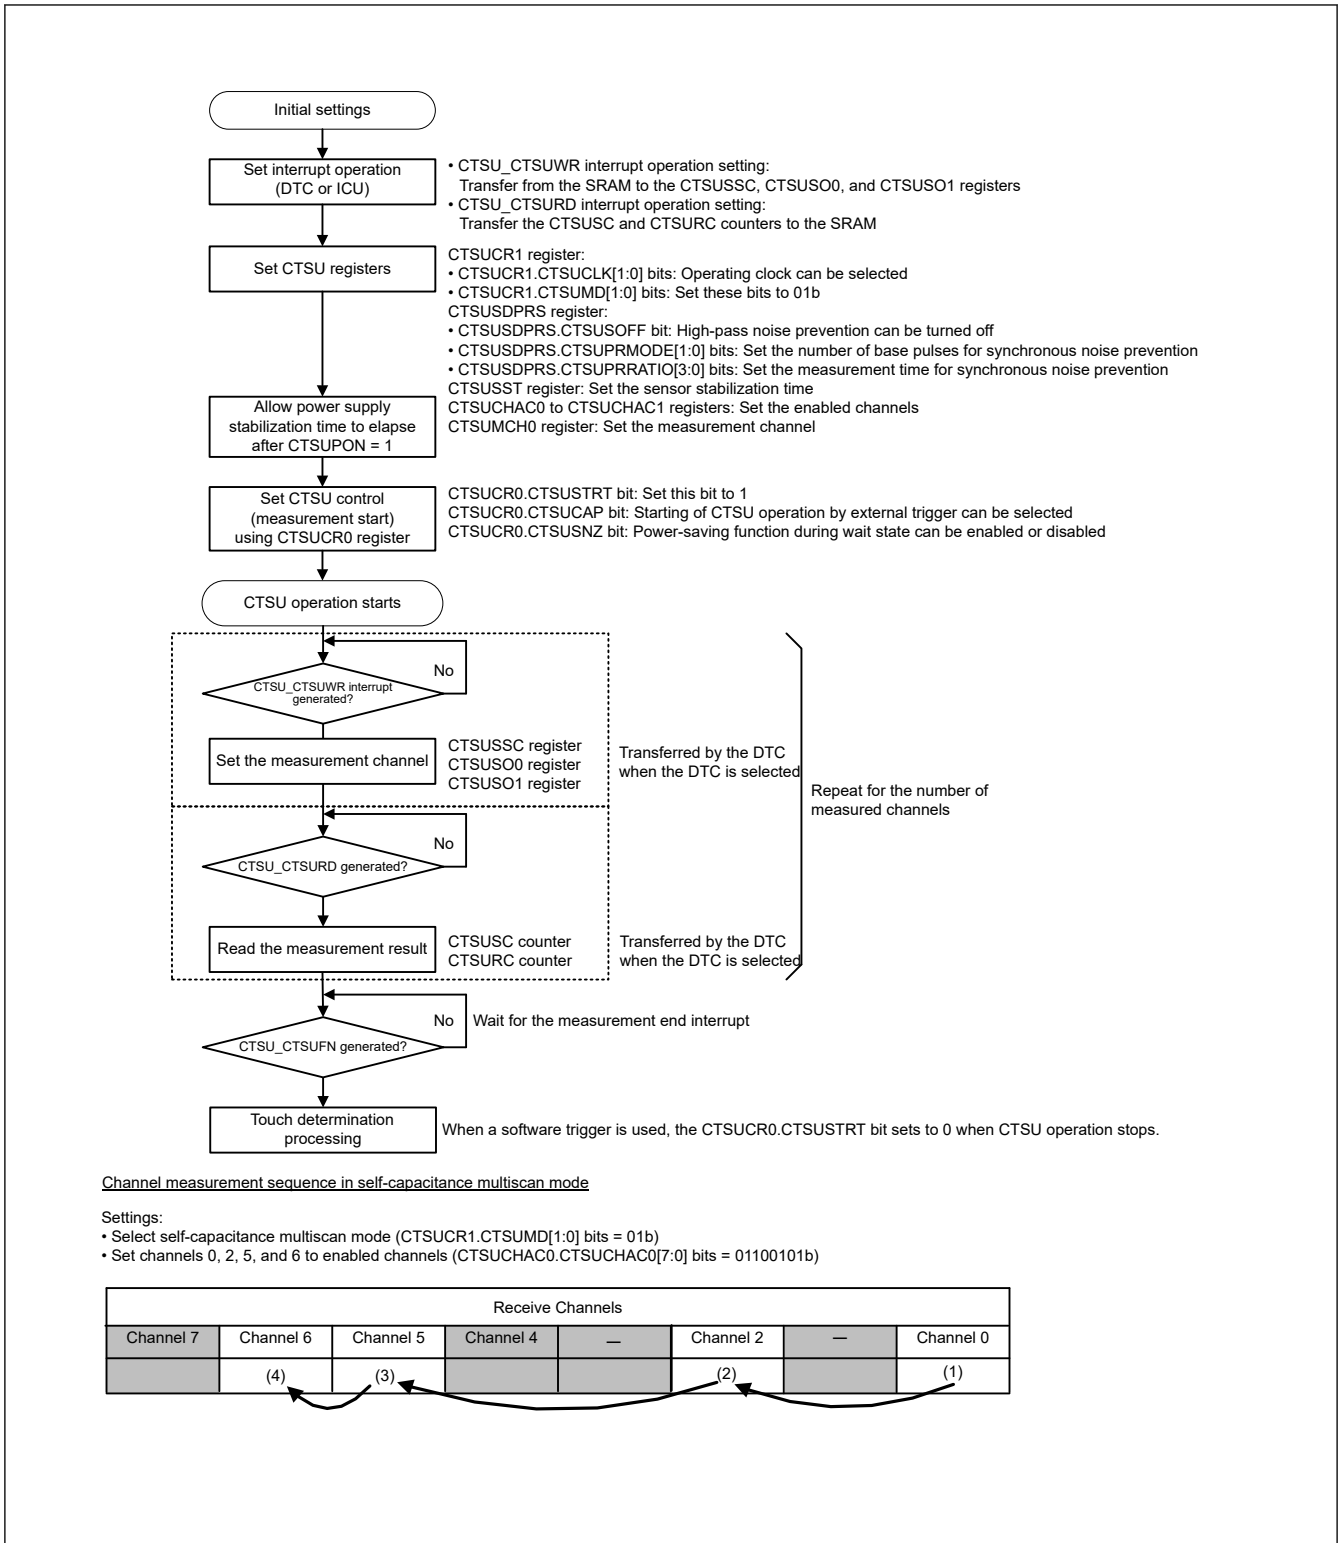 Initial settings
Set interrupt operation
(DTC or ICU)
• CTSU_CTSUWR interrupt operation setting:
Transfer from the SRAM to the CTSUSSC, CTSUSO0, and CTSUSO1 registers
• CTSU_CTSURD interrupt operation setting:
Transfer the CTSUSC and CTSURC counters to the SRAM
Set CTSU registers
CTSUCR1 register:
• CTSUCR1.CTSUCLK[1:0] bits: Operating clock can be selected
• CTSUCR1.CTSUMD[1:0] bits: Set these bits to 01b
CTSUSDPRS register:
• CTSUSDPRS.CTSUSOFF bit: High-pass noise prevention can be turned off
• CTSUSDPRS.CTSUPRMODE[1:0] bits: Set the number of base pulses for synchronous noise prevention
• CTSUSDPRS.CTSUPRRATIO[3:0] bits: Set the measurement time for synchronous noise prevention
CTSUSST register: Set the sensor stabilization time
CTSUCHAC0 to CTSUCHAC1 registers: Set the enabled channels
CTSUMCH0 register: Set the measurement channel
Allow power supply
stabilization time to elapse
after CTSUPON = 1
Set CTSU control
(measurement start)
using CTSUCR0 register
CTSUCR0.CTSUSTRT bit: Set this bit to 1
CTSUCR0.CTSUCAP bit: Starting of CTSU operation by external trigger can be selected
CTSUCR0.CTSUSNZ bit: Power-saving function during wait state can be enabled or disabled
CTSU operation starts
No
CTSU_CTSUWR interrupt
generated?
Set the measurement channel
CTSUSSC register
CTSUSO0 register
CTSUSO1 register
Transferred by the DTC
when the DTC is selected
Repeat for the number of
measured channels
No
CTSU_CTSURD generated?
Read the measurement result
CTSUSC counter
CTSURC counter
Transferred by the DTC
when the DTC is selected
No
Wait for the measurement end interrupt
CTSU_CTSUFN generated?
Touch determination
processing
When a software trigger is used, the CTSUCR0.CTSUSTRT bit sets to 0 when CTSU operation stops.
Channel measurement sequence in self-capacitance multiscan mode
Settings:
• Select self-capacitance multiscan mode (CTSUCR1.CTSUMD[1:0] bits = 01b)
• Set channels 0, 2, 5, and 6 to enabled channels (CTSUCHAC0.CTSUCHAC0[7:0] bits = 01100101b)
Receive Channels
Channel 7 Channel 6 Channel 5 Channel 4 — Channel 2 — Channel 0
(4) (3) (2) (1)